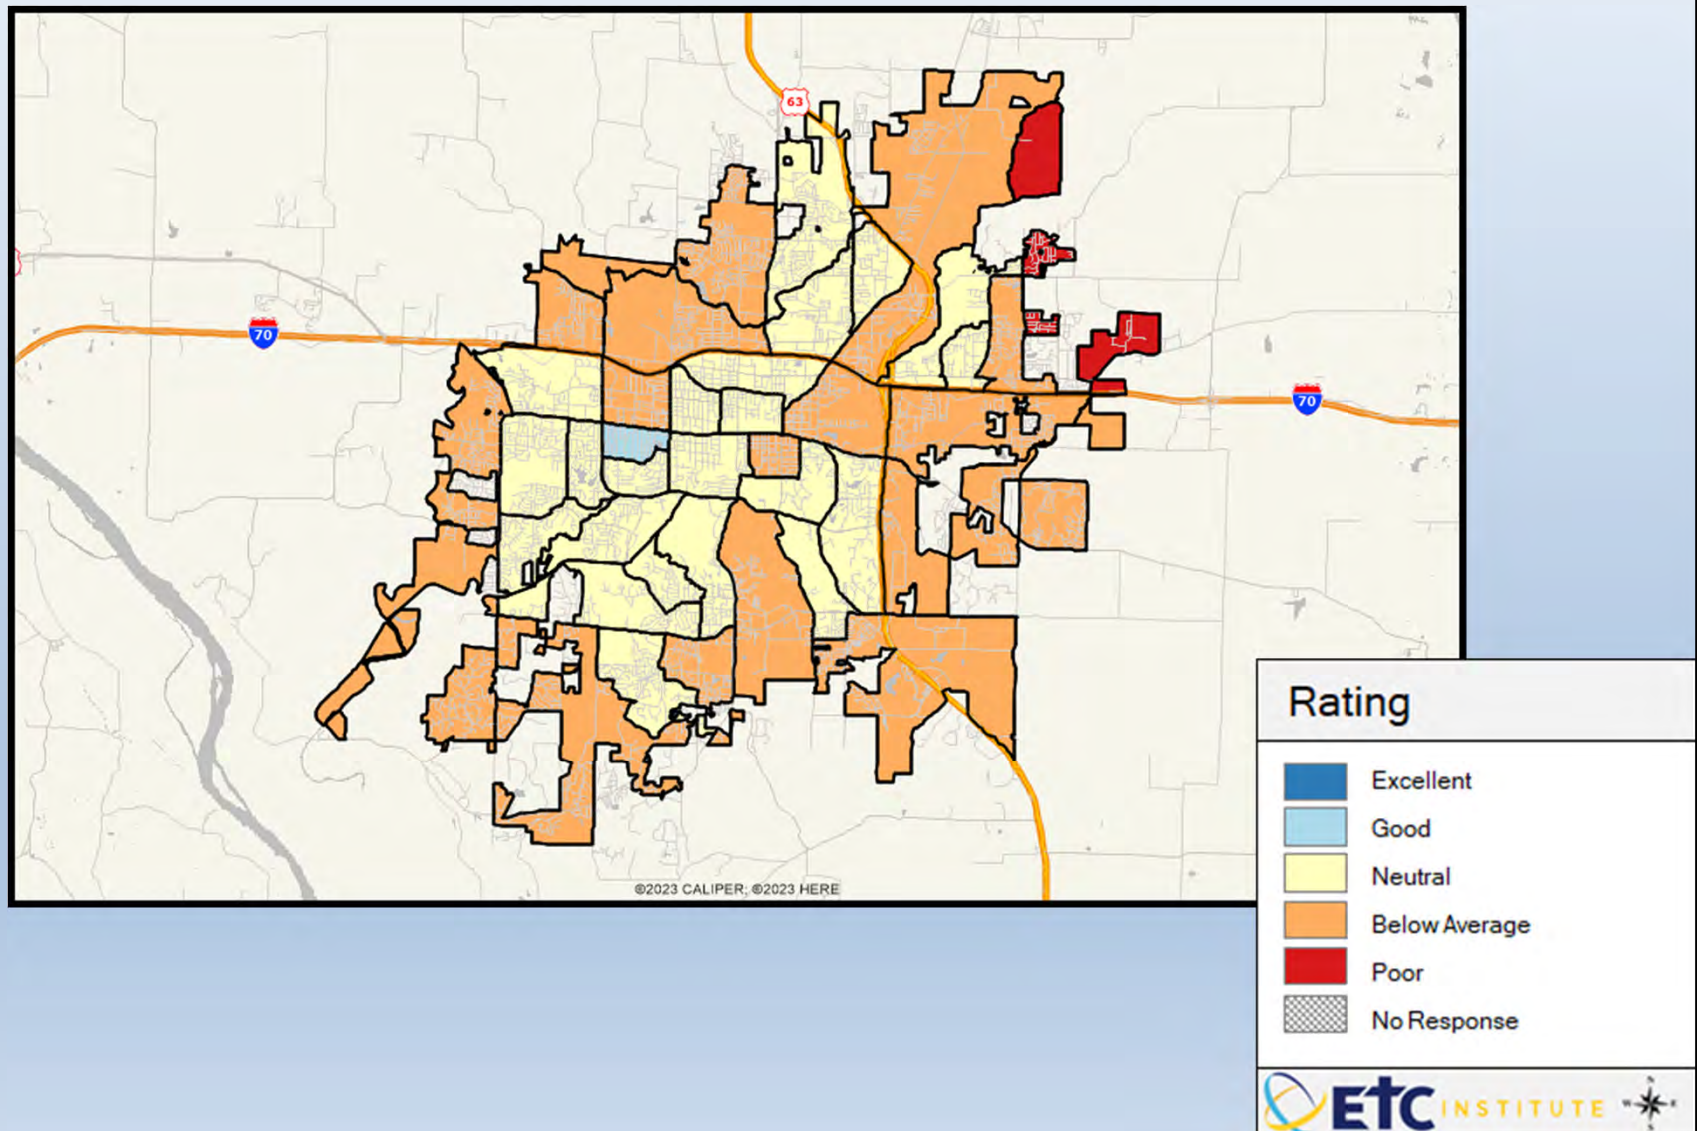 63
70
70
©2023 CALIPER; ©2023 HERE
Rating
Excellent
Good
Neutral
Below Average
Poor
No Response
ETC INSTITUTE
N
W E
S